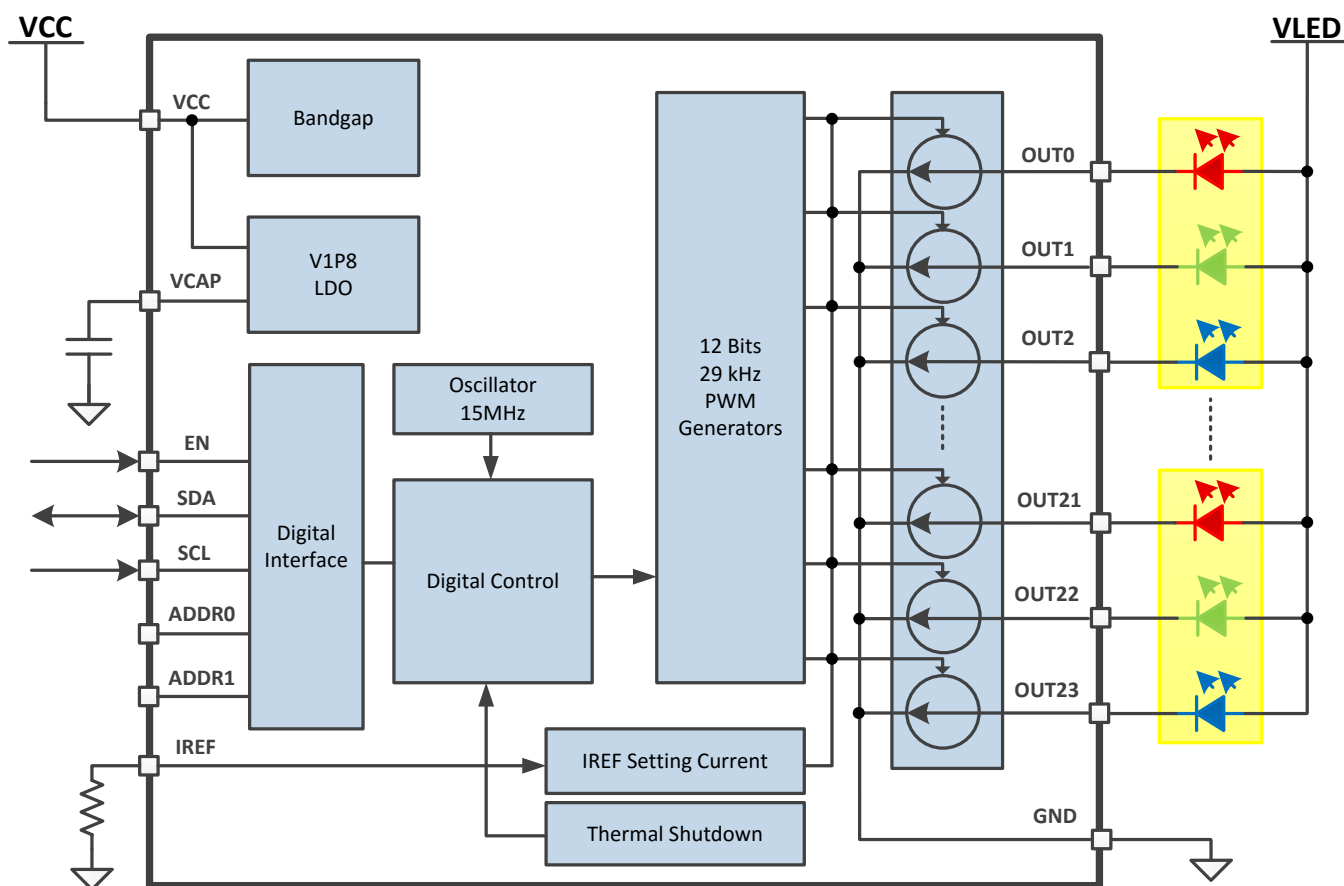 VCC
VLED
VCC
Bandgap
OUT0
OUT1
V1P8
LDO
VCAP
OUT2
12 Bits
29 kHz
PWM
Generators
Oscillator
15MHz
EN
SDA
SCL
ADDR0
ADDR1
Digital
Interface
Digital Control
OUT21
OUT22
OUT23
IREF
IREF Setting Current
Thermal Shutdown
GND